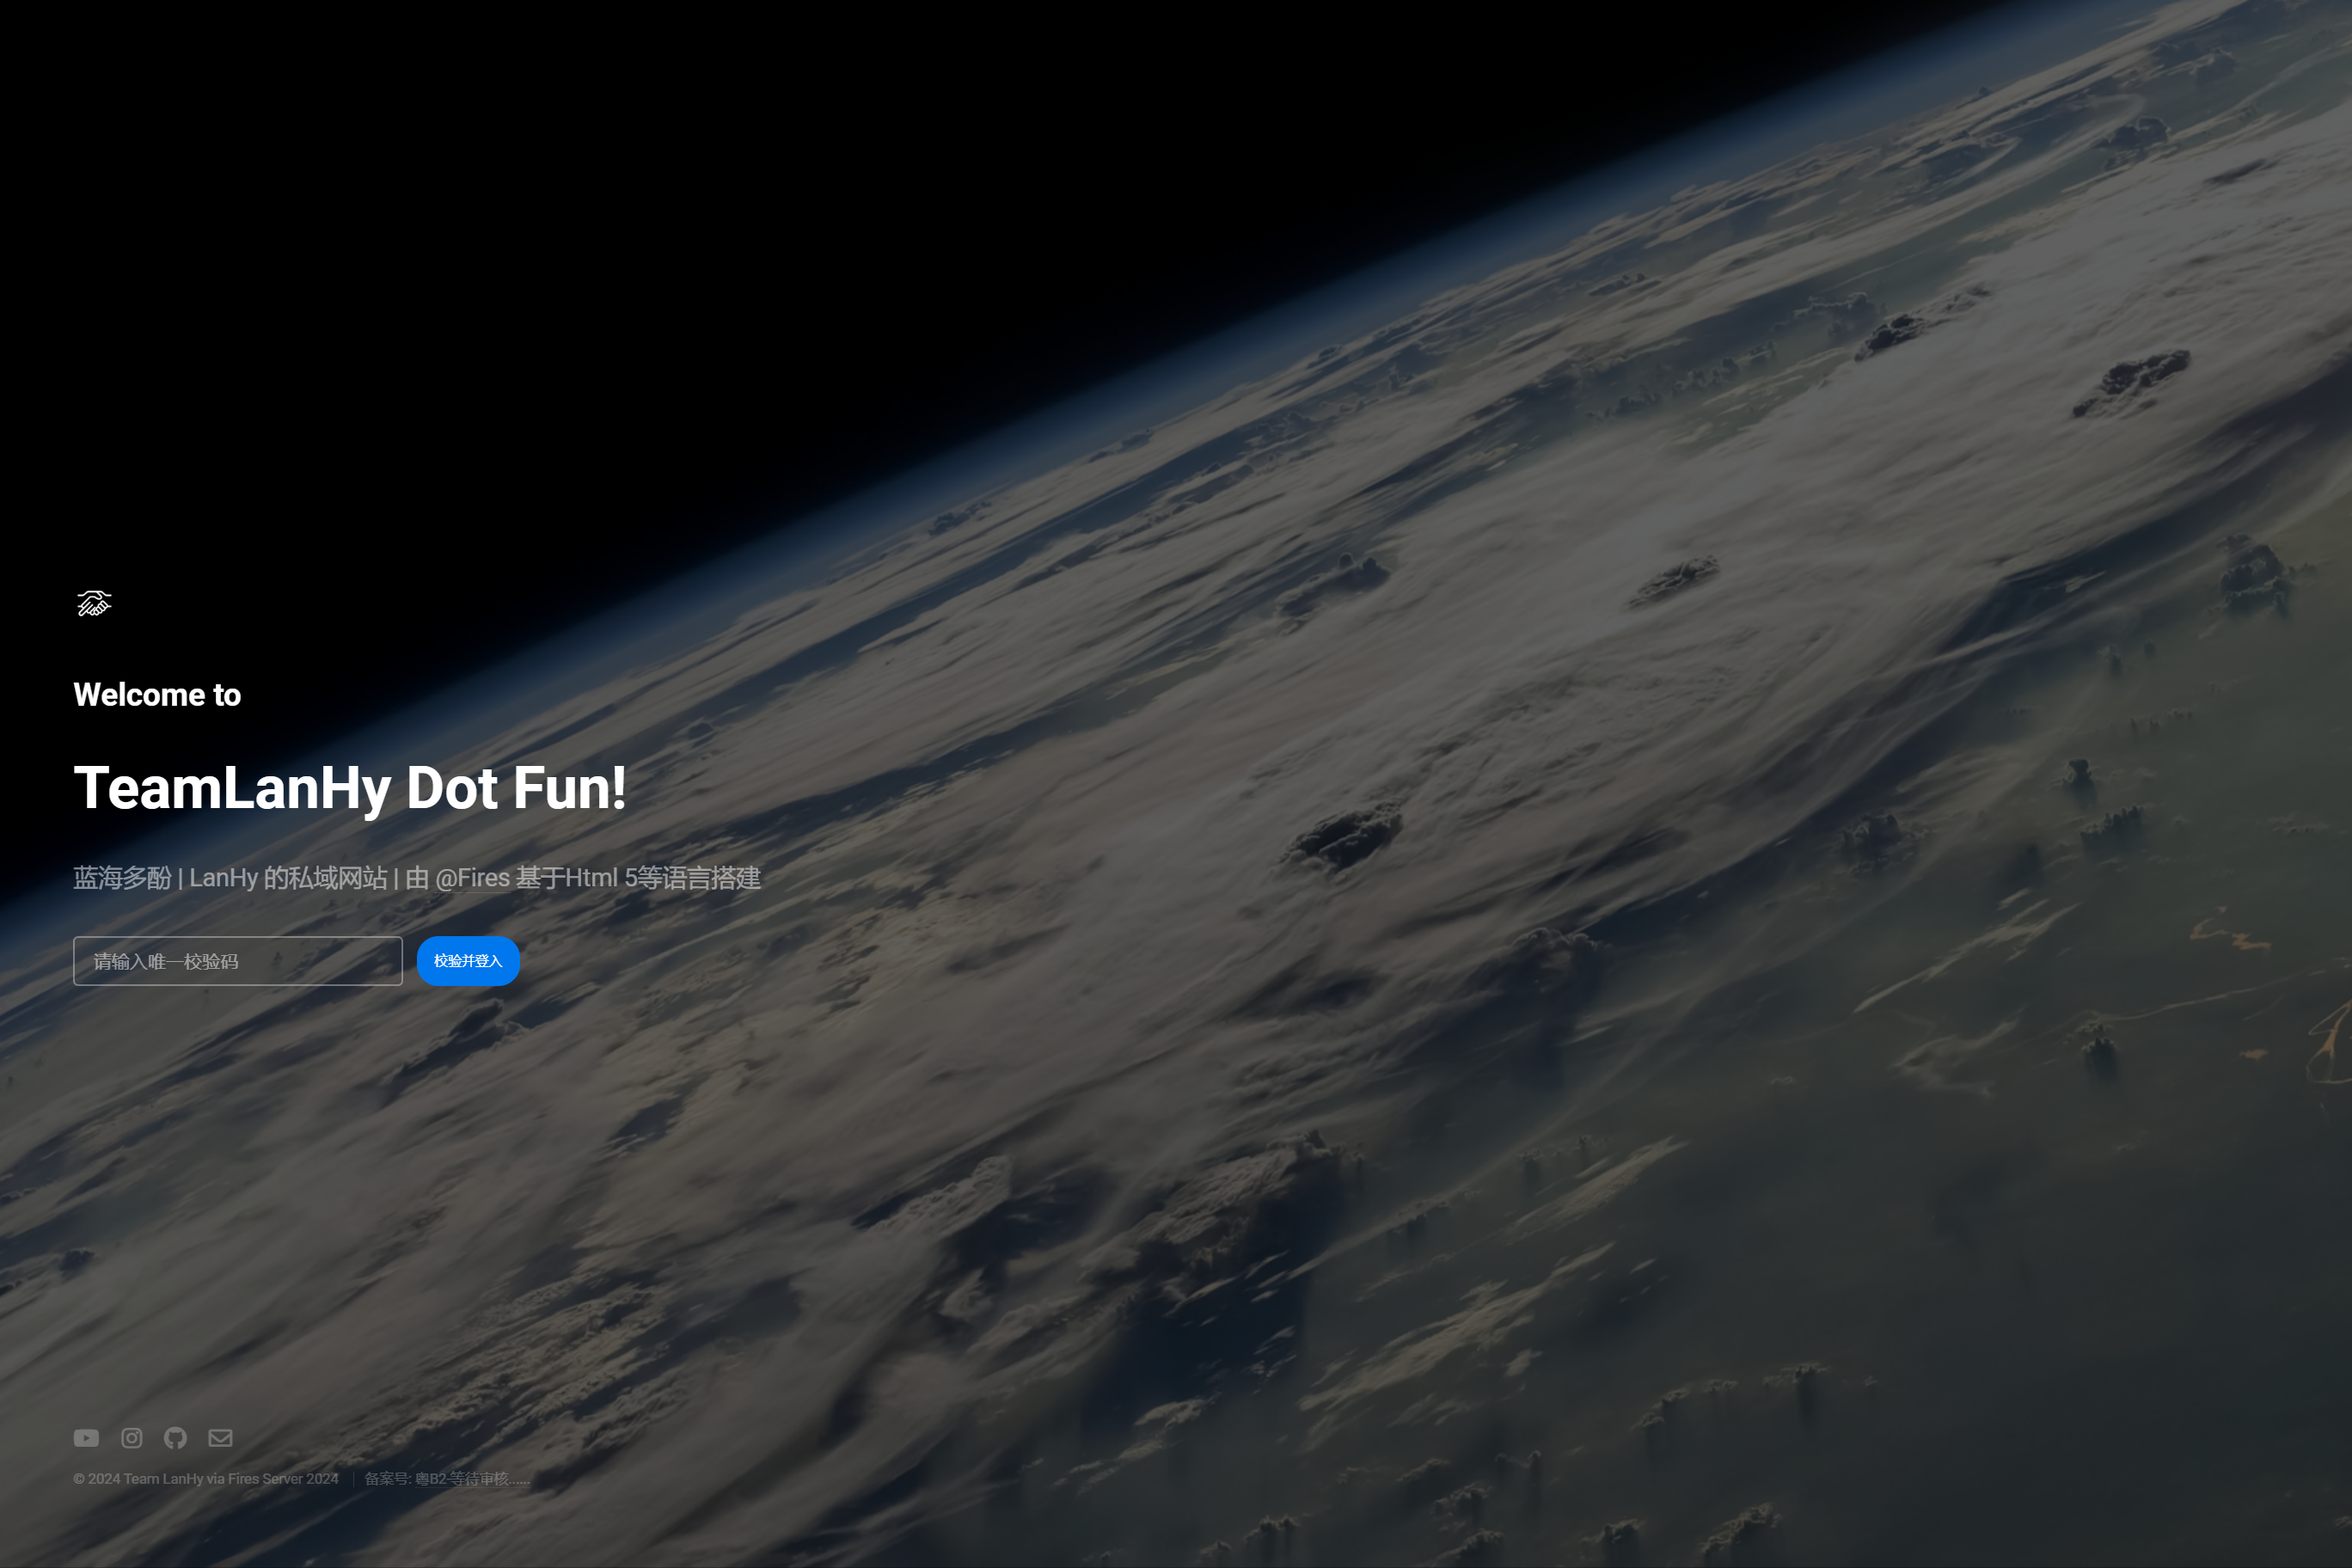 Welcome to
TeamLanHy Dot Fun!
蓝海多酚 | LanHy 的私域网站 | 由 @Fires 基于Html 5等语言搭建
请输入唯一校验码
校验并登入
© 2024 Team LanHy via Fires Server 2024
备案号: 粤B2-等待审核......